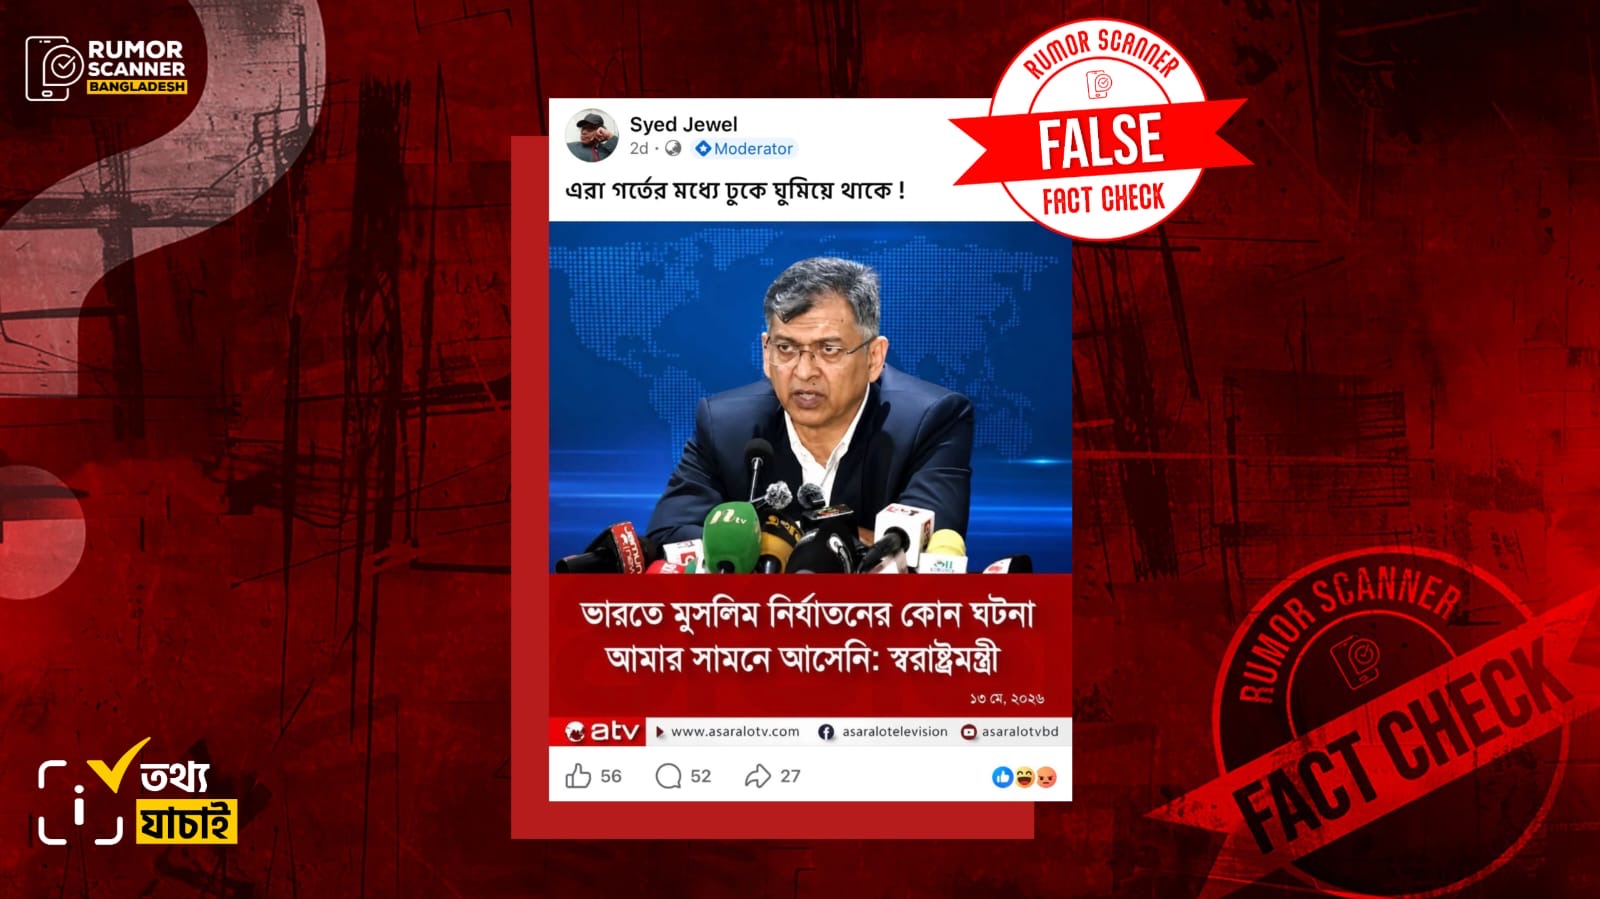 RUMOR
SCANNER
BANGLADESH
RUMOR SCANNER
FALSE
FACT CHECK
Syed Jewel
2d · Moderator
এরা গর্তের মধ্যে ঢুকে ঘুমিয়ে থাকে !
ntv
ভারতে মুসলিম নির্যাতনের কোন ঘটনা
আমার সামনে আসেনি: স্বরাষ্ট্রমন্ত্রী
১৩ মে, ২০২৬
atv www.asaralotv.com asaralotelevision asaralotvbd
56 52 27
তথ্য
যাচাই
RUMOR SCANNER
FACT CHECK